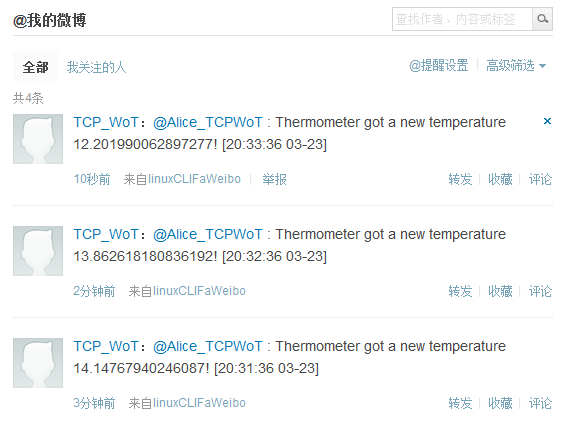 @我的微博
查找作者、内容或标签
全部 我关注的人
@提醒设置 高级筛选
共4条
TCP_WoT：@Alice_TCPWoT : Thermometer got a new temperature
12.201990062897277! [20:33:36 03-23]
10秒前 来自linuxCLIFaWeibo 举报
转发 收藏 评论
TCP_WoT：@Alice_TCPWoT : Thermometer got a new temperature
13.862618180836192! [20:32:36 03-23]
2分钟前 来自linuxCLIFaWeibo
转发 收藏 评论
TCP_WoT：@Alice_TCPWoT : Thermometer got a new temperature
14.14767940246087! [20:31:36 03-23]
3分钟前 来自linuxCLIFaWeibo
转发 收藏 评论